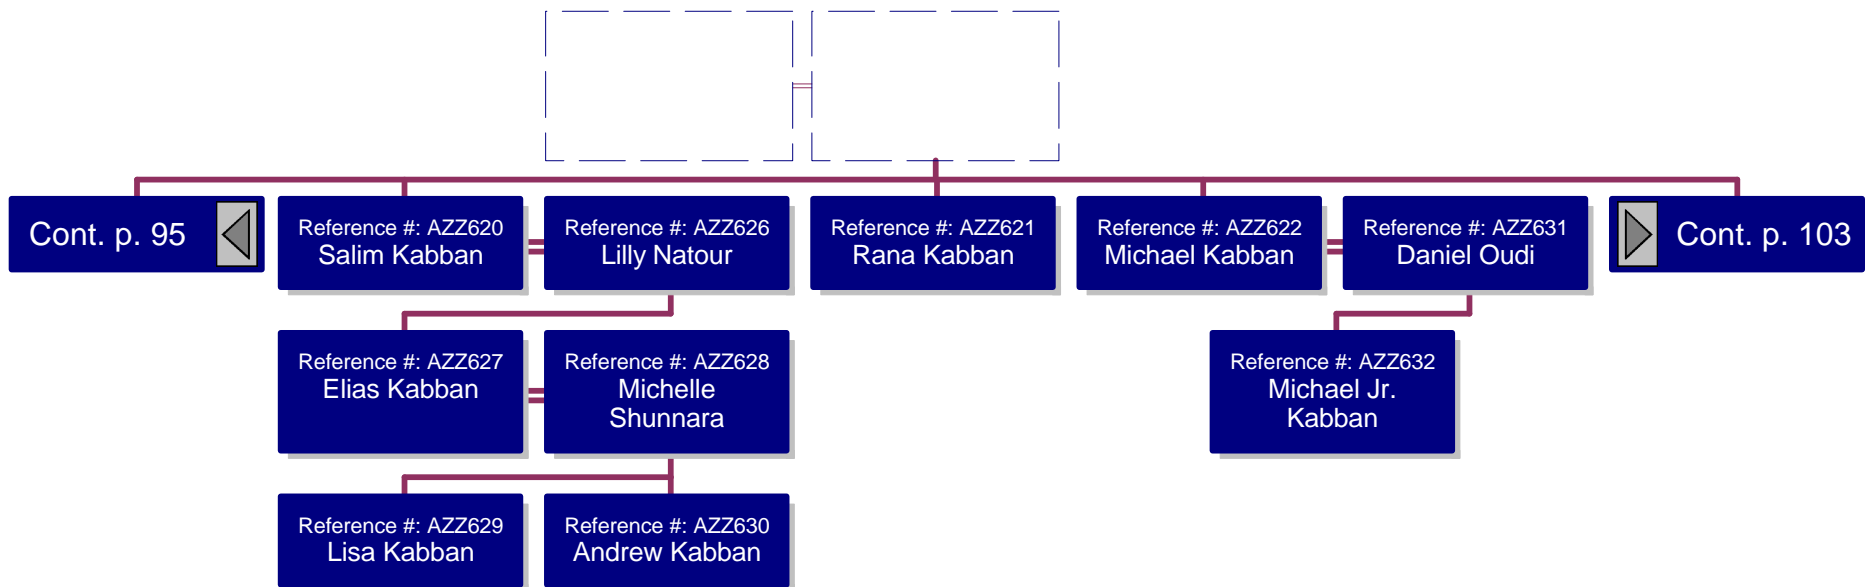 Cont. p. 95
Reference #: AZZ620
Salim Kabban
Reference #: AZZ626
Lilly Natour
Reference #: AZZ621
Rana Kabban
Reference #: AZZ622
Michael Kabban
Reference #: AZZ631
Daniel Oudi
Cont. p. 103
Reference #: AZZ627
Elias Kabban
Reference #: AZZ628
Michelle
Shunnara
Reference #: AZZ632
Michael Jr.
Kabban
Reference #: AZZ629
Lisa Kabban
Reference #: AZZ630
Andrew Kabban